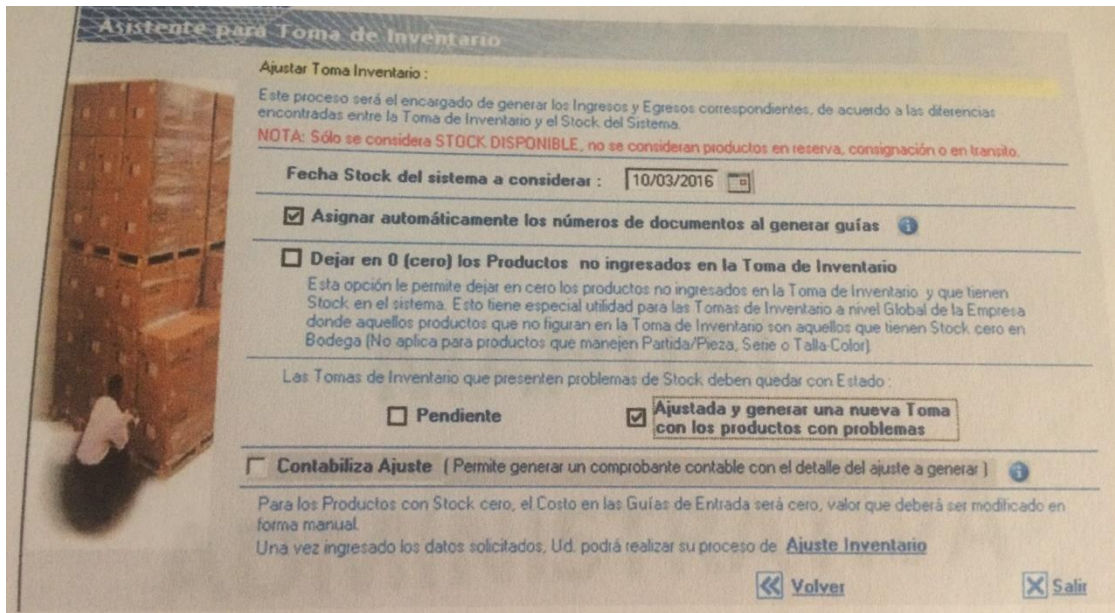 Asistente para Toma de Inventario
Ajustar Toma Inventario :
Este proceso será el encargado de generar los Ingresos y Egresos correspondientes, de acuerdo a las diferencias
encontradas entre la Toma de Inventario y el Stock del Sistema.
NOTA: Sólo se considera STOCK DISPONIBLE, no se consideran productos en reserva, consignación o en transito.
Fecha Stock del sistema a considerar : 10/03/2016
Asignar automáticamente los números de documentos al generar guías
Dejar en 0 (cero) los Productos no ingresados en la Toma de Inventario
Esta opción le permite dejar en cero los productos no ingresados en la Toma de Inventario y que tienen
Stock en el sistema. Esto tiene especial utilidad para las Tomas de Inventario a nivel Global de la Empresa
donde aquellos productos que no figuran en la Toma de Inventario son aquellos que tienen Stock cero en
Bodega (No aplica para productos que manejen Partida/Pieza, Serie o Talla-Color)
Las Tomas de Inventario que presenten problemas de Stock deben quedar con Estado :
Pendiente
Ajustada y generar una nueva Toma
con los productos con problemas
Contabiliza Ajuste ( Permite generar un comprobante contable con el detalle del ajuste a generar )
Para los Productos con Stock cero, el Costo en las Guías de Entrada será cero, valor que deberá ser modificado en
forma manual.
Una vez ingresado los datos solicitados, Ud. podrá realizar su proceso de Ajuste Inventario
Volver Salir